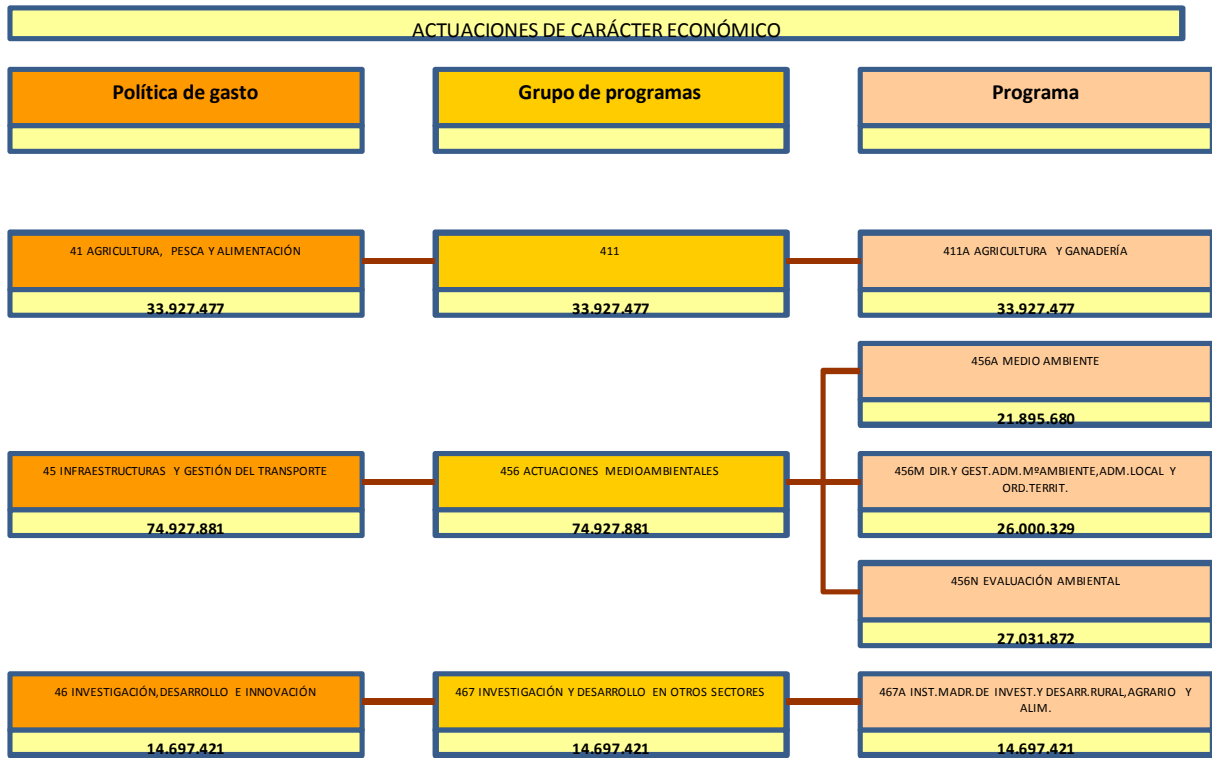 ACTUACIONES DE CARÁCTER ECONÓMICO
Política de gasto
Grupo de programas
Programa
41 AGRICULTURA, PESCA Y ALIMENTACIÓN
411
411A AGRICULTURA Y GANADERÍA
33.927.477
33.927.477
33.927.477
456A MEDIO AMBIENTE
21.895.680
45 INFRAESTRUCTURAS Y GESTIÓN DEL TRANSPORTE
456 ACTUACIONES MEDIOAMBIENTALES
456M DIR.Y GEST.ADM.MºAMBIENTE,ADM.LOCAL Y
ORD.TERRIT.
74.927.881
74.927.881
26.000.329
456N EVALUACIÓN AMBIENTAL
27.031.872
46 INVESTIGACIÓN,DESARROLLO E INNOVACIÓN
467 INVESTIGACIÓN Y DESARROLLO EN OTROS SECTORES
467A INST.MADR.DE INVEST.Y DESARR.RURAL,AGRARIO Y
ALIM.
14.697.421
14.697.421
14.697.421